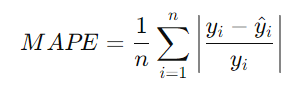 MAPE = \frac{1}{n} \sum_{i=1}^{n} \left| \frac{y_i - \hat{y}_i}{y_i} \right|